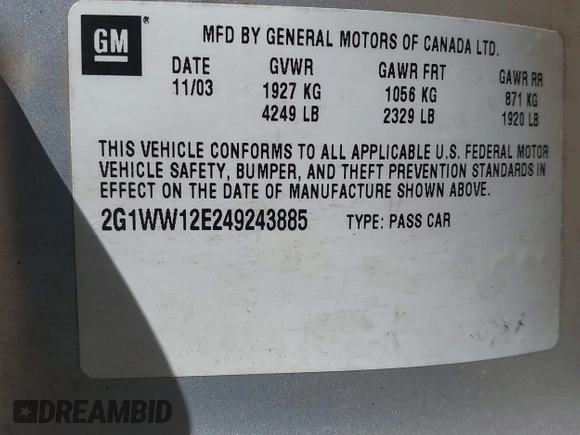 GM
MFD BY GENERAL MOTORS OF CANADA LTD.
DATE GVWR GAWR FRT GAWR RR
11/03 1927 KG 1056 KG 871 KG
4249 LB 2329 LB 1920 LB
THIS VEHICLE CONFORMS TO ALL APPLICABLE U.S. FEDERAL MOTOR
VEHICLE SAFETY, BUMPER, AND THEFT PREVENTION STANDARDS IN
EFFECT ON THE DATE OF MANUFACTURE SHOWN ABOVE.
2G1WW12E249243885 TYPE: PASS CAR
DREAMBID